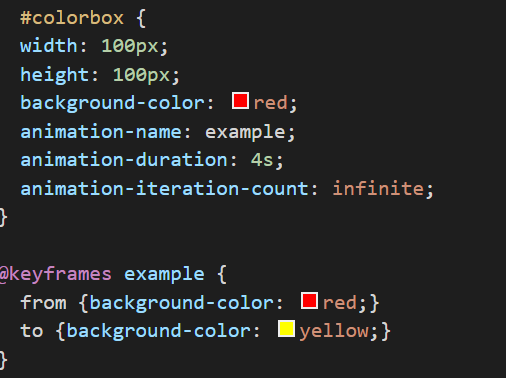 #colorbox {
width: 100px;
height: 100px;
background-color: red;
animation-name: example;
animation-duration: 4s;
animation-iteration-count: infinite;
}
@keyframes example {
from {background-color: red;}
to {background-color: yellow;}
}